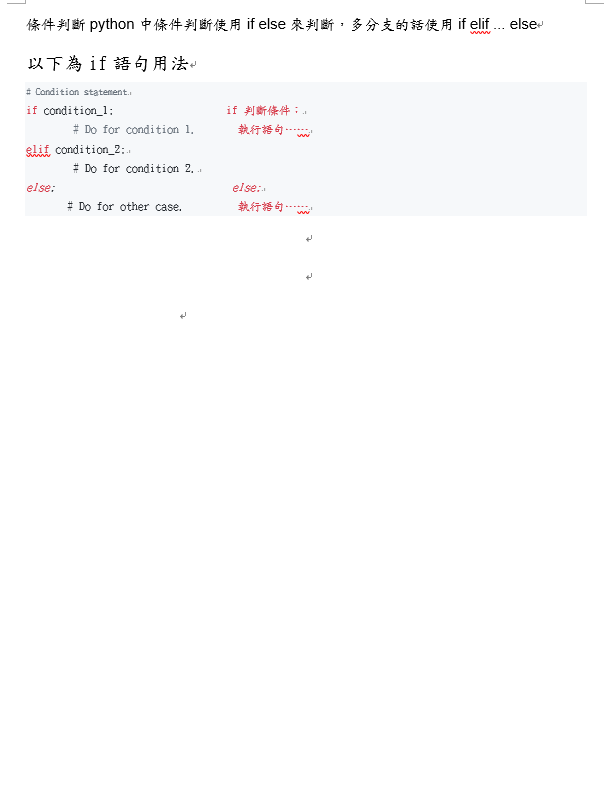 條件判斷 python 中條件判斷使用 if else 來判斷，多分支的話使用 if elif ... else
以下為 if 語句用法
# Condition statement
if condition_1: if 判斷條件：
# Do for condition 1. 執行語句……
elif condition_2:
# Do for condition 2.
else: else:
# Do for other case. 執行語句……